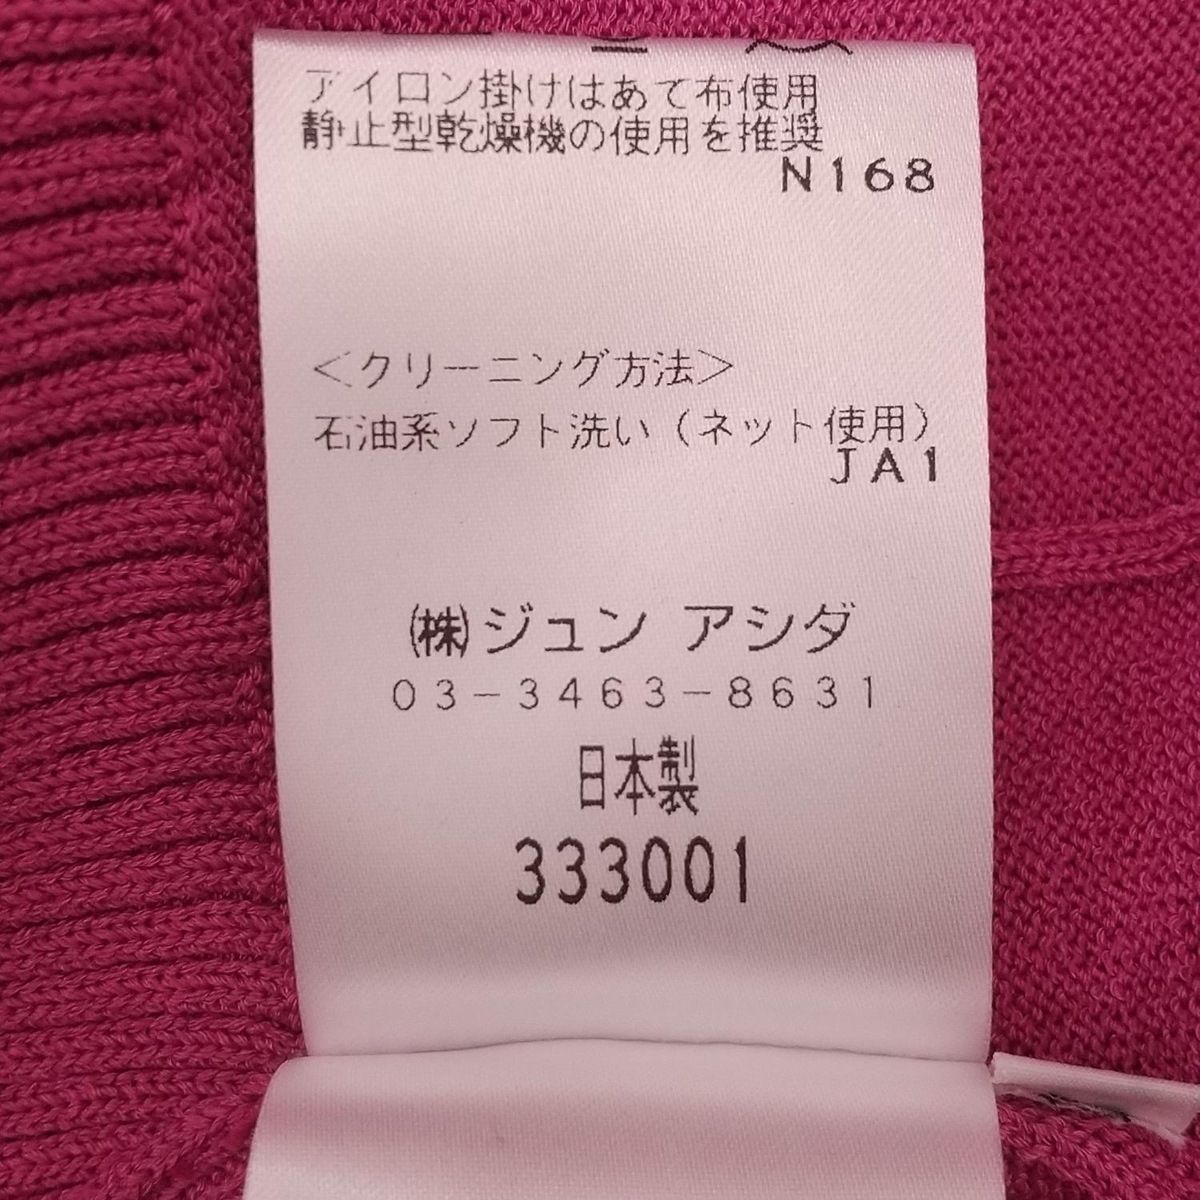 アイロン掛けはあて布使用
静止型乾燥機の使用を推奨
N168
＜クリーニング方法＞
石油系ソフト洗い（ネット使用）
JA1
㈱ジュン アシダ
03-3463-8631
日本製
333001